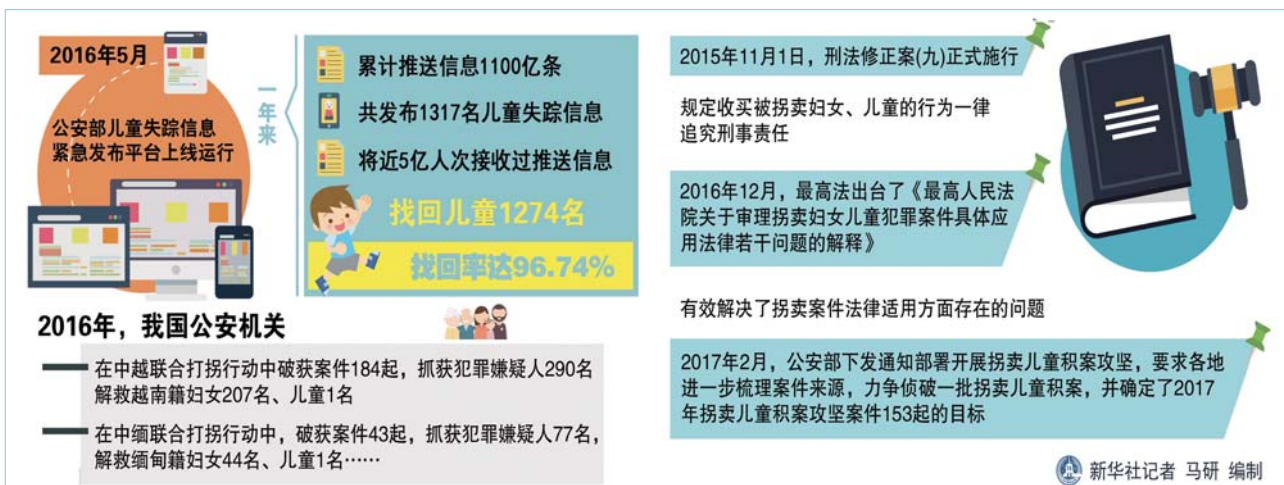 2016年5月
公安部儿童失踪信息
紧急发布平台上线运行
一年来
累计推送信息1100亿条
共发布1317名儿童失踪信息
将近5亿人次接收过推送信息
找回儿童1274名
找回率达96.74%
2016年，我国公安机关
在中越联合打拐行动中破获案件184起，抓获犯罪嫌疑人290名
解救越南籍妇女207名、儿童1名
在中缅联合打拐行动中，破获案件43起，抓获犯罪嫌疑人77名，
解救缅甸籍妇女44名、儿童1名……
2015年11月1日，刑法修正案(九)正式施行
规定收买被拐卖妇女、儿童的行为一律
追究刑事责任
2016年12月，最高法出台了《最高人民法
院关于审理拐卖妇女儿童犯罪案件具体应
用法律若干问题的解释》
有效解决了拐卖案件法律适用方面存在的问题
2017年2月，公安部下发通知部署开展拐卖儿童积案攻坚，要求各地
进一步梳理案件来源，力争侦破一批拐卖儿童积案，并确定了2017
年拐卖儿童积案攻坚案件153起的目标
新华社记者 马研 编制